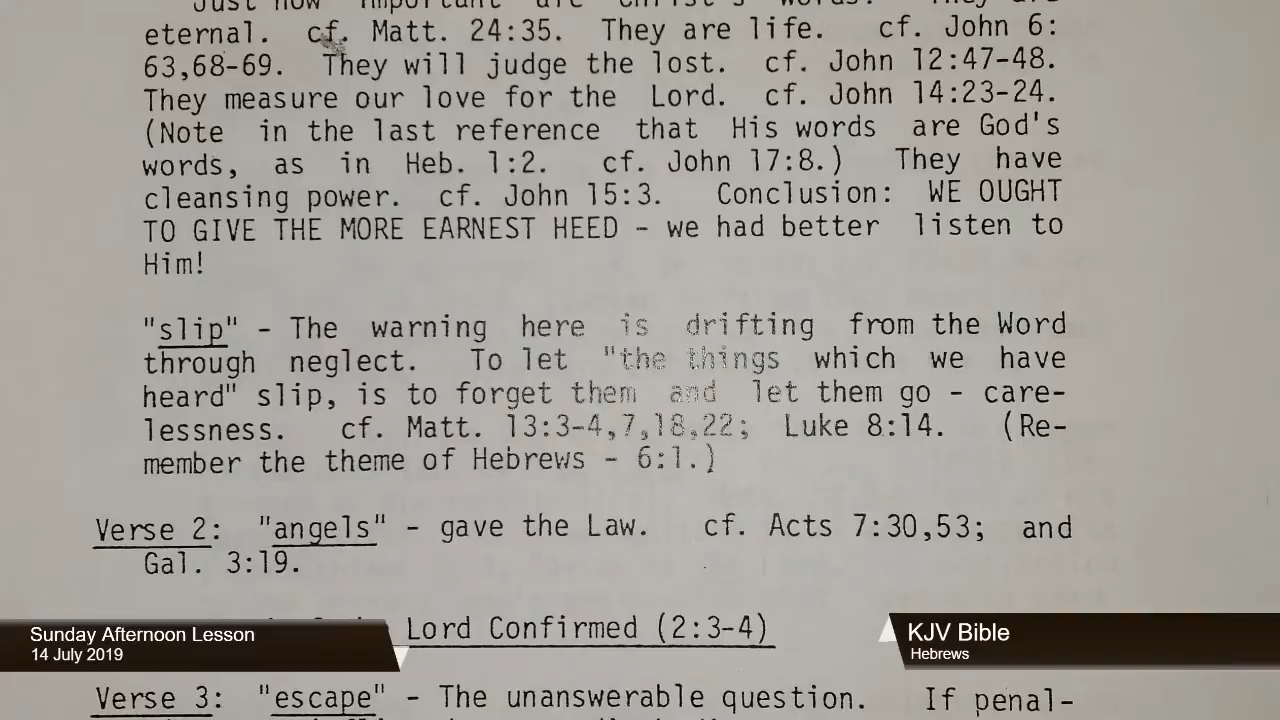 Just now important are Christ's words? They are
eternal. cf. Matt. 24:35. They are life. cf. John 6:
63,68-69. They will judge the lost. cf. John 12:47-48.
They measure our love for the Lord. cf. John 14:23-24.
(Note in the last reference that His words are God's
words, as in Heb. 1:2. cf. John 17:8.) They have
cleansing power. cf. John 15:3. Conclusion: WE OUGHT
TO GIVE THE MORE EARNEST HEED - we had better listen to
Him!
"slip" - The warning here is drifting from the Word
through neglect. To let "the things which we have
heard" slip, is to forget them and let them go - care-
lessness. cf. Matt. 13:3-4,7,18,22; Luke 8:14. (Re-
member the theme of Hebrews - 6:1.)
Verse 2: "angels" - gave the Law. cf. Acts 7:30,53; and
Gal. 3:19.
Lord Confirmed (2:3-4)
Sunday Afternoon Lesson
14 July 2019
KJV Bible
Hebrews
Verse 3: "escape" - The unanswerable question. If penal-